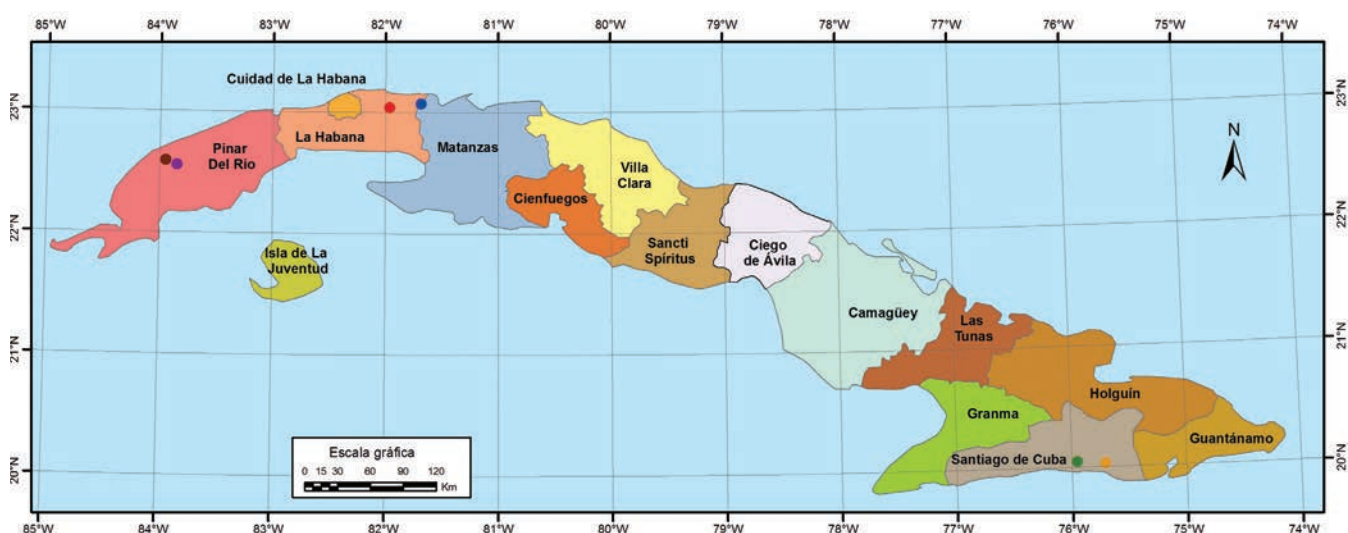 85°W 84°W 83°W 82°W 81°W 80°W 79°W 78°W 77°W 76°W 75°W 74°W
Cuidad de La Habana
23°N
23°N
La Habana
Pinar
Del Rio
Matanzas
N
Villa
Clara
Cienfuegos
22°N
22°N
Isla de La
Juventud
Sancti
Spíritus
Ciego
de Ávila
Camagüey
Las
Tunas
21°N
21°N
Holguín
Granma
Guantánamo
Santiago de Cuba
20°N
20°N
Escala gráfica
0 15 30 60 90 120
Km
85°W 84°W 83°W 82°W 81°W 80°W 79°W 78°W 77°W 76°W 75°W 74°W